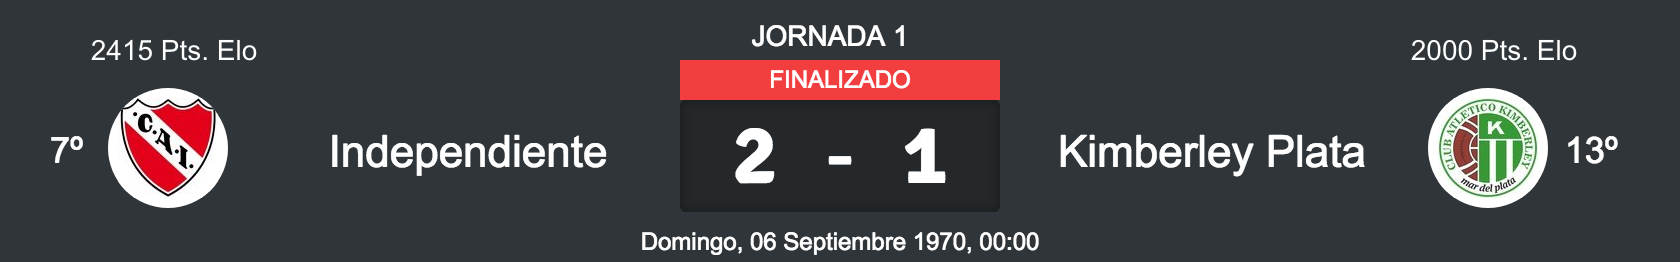 JORNADA 1
2415 Pts. Elo
2000 Pts. Elo
FINALIZADO
7º
C.A.I.
Independiente
2 - 1
Kimberley Plata
CLUB ATLETICO KIMBERLEY
K
mar del plata
13º
Domingo, 06 Septiembre 1970, 00:00